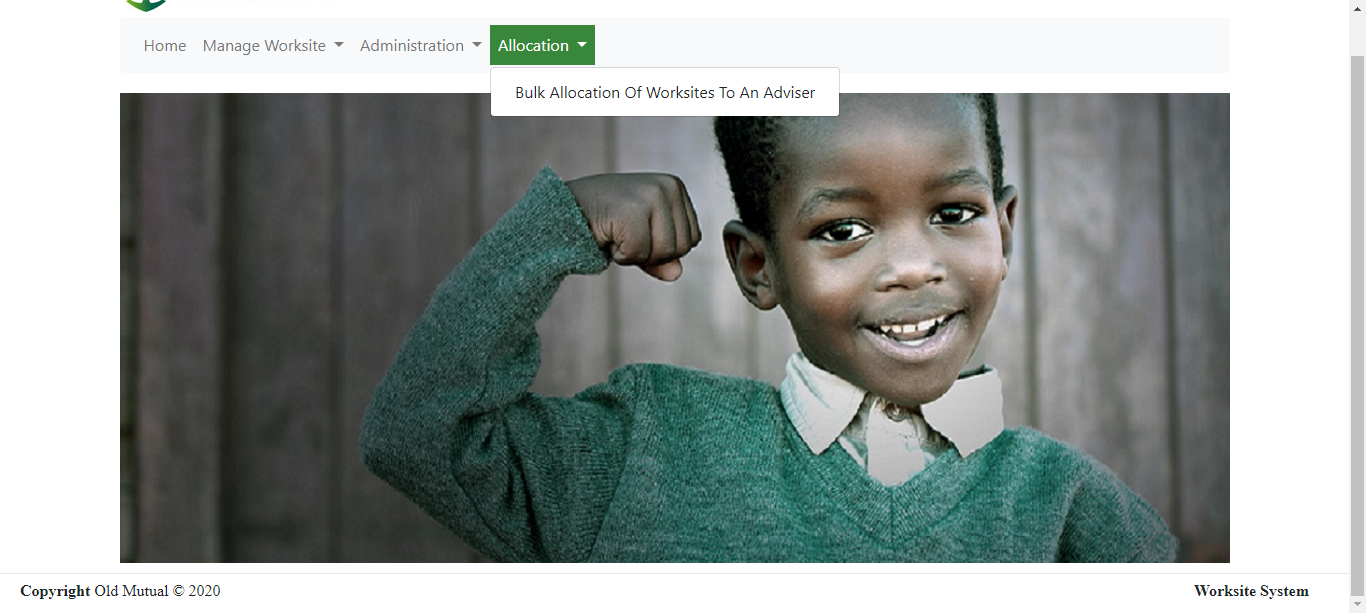 Home Manage Worksite Administration Allocation
Bulk Allocation Of Worksites To An Adviser
Copyright Old Mutual © 2020 Worksite System